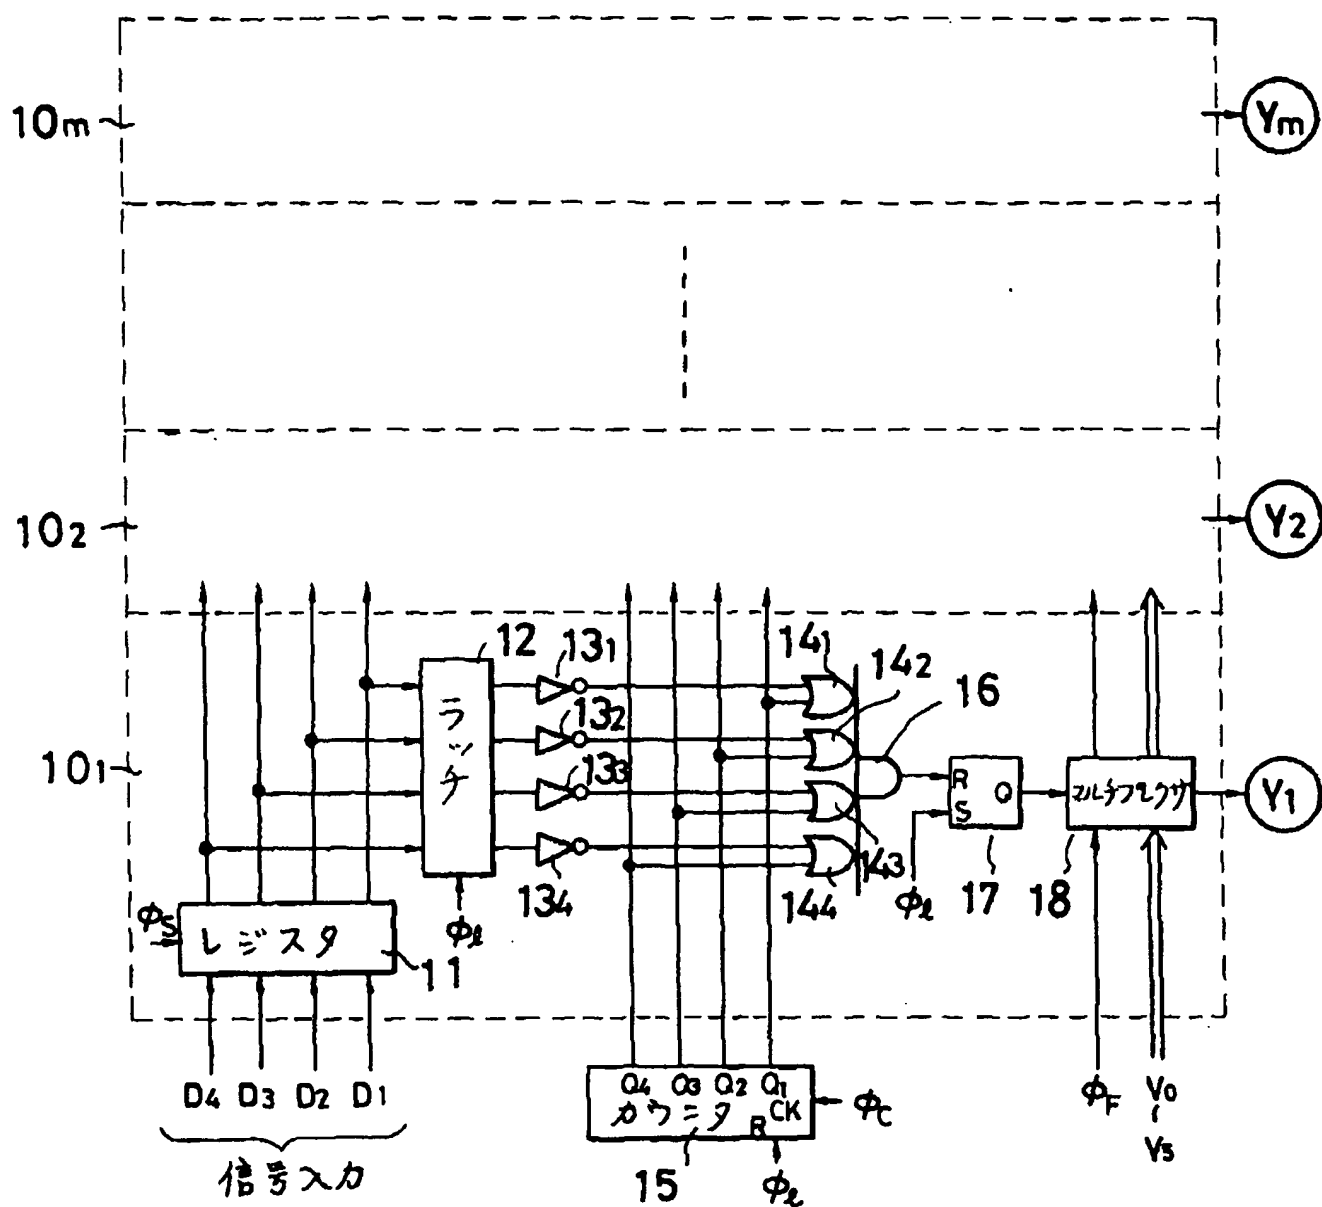 10m
Ym
10₂
Y₂
12
13₁
14₁
14₂
16
13₂
13₃
ラッチ
10₁
R
S
Q
マルチプレクサ
Y₁
13₄
14₃
14₄
φℓ
17
18
φS
レジスタ
11
φℓ
D₄ D₃ D₂ D₁
信号入力
Q₄ Q₃ Q₂ Q₁
カウンタ
R
CK
φC
15
φℓ
φF
V₀
~
V₅